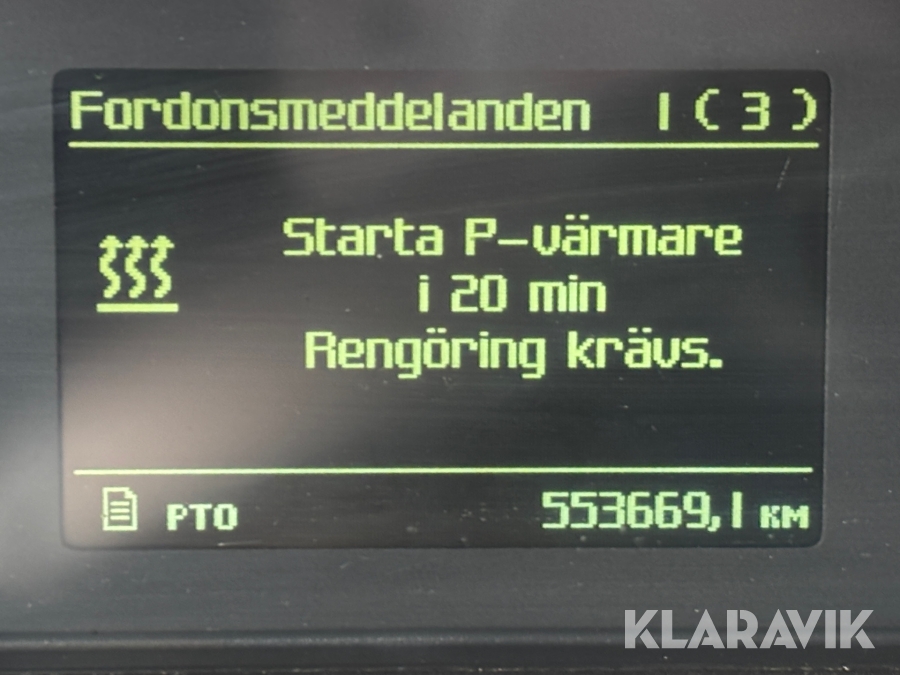 Fordonsmeddelanden 1 ( 3 )
Starta P-värmare
i 20 min
Rengöring krävs.
PTO 553669,1 KM
KLARAVIK